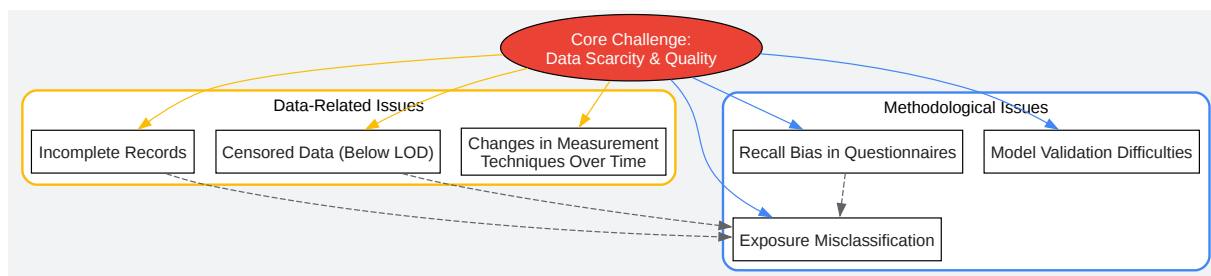 Core Challenge:
Data Scarcity & Quality
Data-Related Issues
Methodological Issues
Incomplete Records
Censored Data (Below LOD)
Changes in Measurement
Techniques Over Time
Recall Bias in Questionnaires
Model Validation Difficulties
Exposure Misclassification